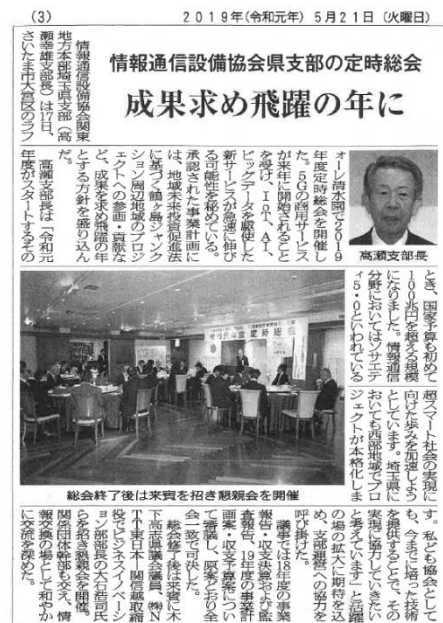 (3) 2019年(令和元年) 5月21日 (火曜日)
情報通信設備協会県支部の定時総会
成果求め飛躍の年に
情報通信設備協会関東
地方本部埼玉県支部(高
瀬幸雄支部長)は17日、
さいたま市大宮区のラフ
ォーレ清水園で2019
年度定時総会を開催し
た。5Gの商用サービス
が来年に開始されること
を受け、IoT、AI、
ビッグデータを駆使した
新サービスが急速に伸び
る可能性を秘めている。
承認された事業計画に
は、地域未来投資促進法
に基づく鶴ヶ島ジャンク
ション周辺地域のプロジ
ェクトへの参画・貢献な
ど、成果を求め飛躍の年
とする方針を盛り込ん
だ。
高瀬支部長は「令和元
年度がスタートするその
高瀬支部長
とき、国家予算も初めて
100兆円を超える規模
になりました。情報通信
分野においてはソサエテ
ィ5・0といわれている
超スマート社会の実現に
向けた歩みを加速しよう
としています。埼玉県に
おいても西部地域でプロ
ジェクトが本格化しま
総会終了後は来賓を招き懇親会を開催
す。私ども協会として
も、今までに培った技術
を提供することで、その
実現に協力していきたい
と考えています」と活躍
の場の拡大に期待を込
め、支部運営への協力を
呼び掛けた。
議事では18年度の事業
報告・収支決算および監
査報告、19年度の事業計
画案・収支予算案につい
て審議し、原案どおり全
会一致で可決した。
総会修了後は来賓に木
下高志県議会議員、㈱N
TT東日本―関信越取締
役でビジネスイノベーシ
ョン部部長の大石浩司氏
らを招き懇親会を開催。
関係団体幹部も交え、情
報交換の場として和やか
に交流を深めた。